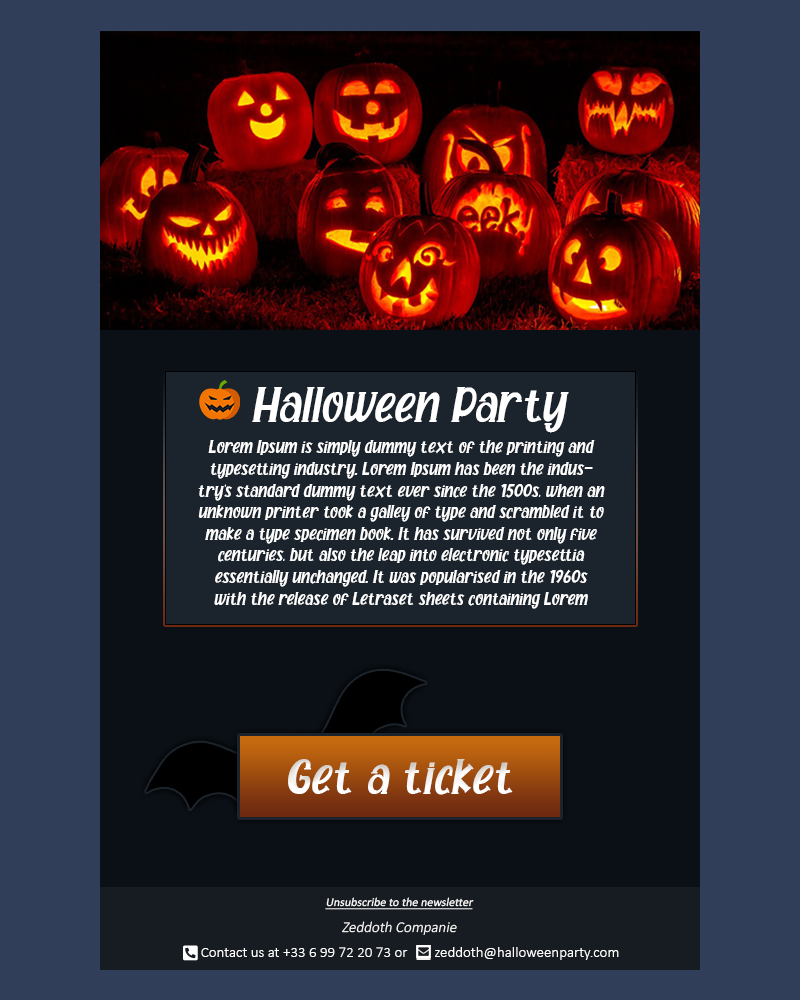 eek!
Halloween Party
Lorem Ipsum is simply dummy text of the printing and
typesetting industry. Lorem Ipsum has been the indus-
try's standard dummy text ever since the 1500s, when an
unknown printer took a galley of type and scrambled it to
make a type specimen book. It has survived not only five
centuries, but also the leap into electronic typesettia
essentially unchanged. It was popularised in the 1960s
with the release of Letraset sheets containing Lorem
Get a ticket
Unsubscribe to the newsletter
Zeddoth Companie
Contact us at +33 6 99 72 20 73 or zeddoth@halloweenparty.com